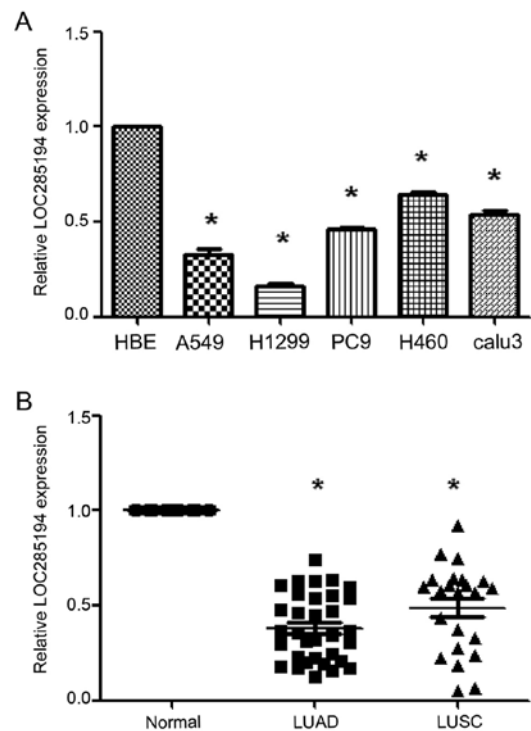 A
Relative LOC285194 expression
1.5
1.0
0.5
0.0
*
*
*
*
*
HBE A549 H1299 PC9 H460 calu3
B
Relative LOC285194 expression
1.5
1.0
0.5
0.0
*
*
Normal LUAD LUSC